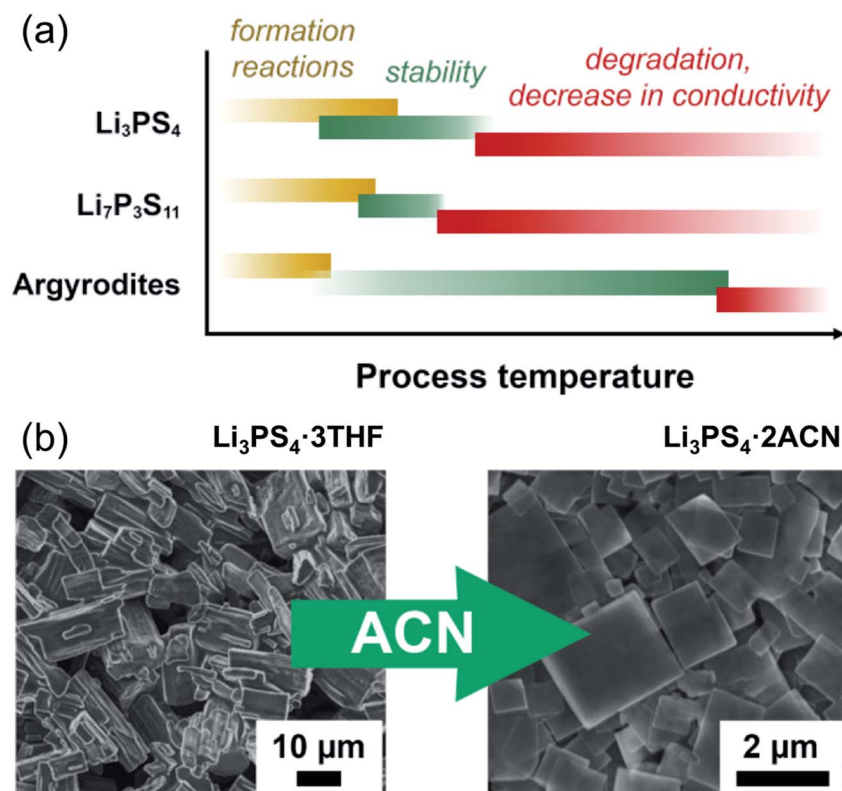 (a)
formation
reactions
stability
degradation,
decrease in conductivity
Li₃PS₄
Li₇P₃S₁₁
Argyrodites
Process temperature
(b)
Li₃PS₄·3THF
Li₃PS₄·2ACN
ACN
10 µm
2 µm